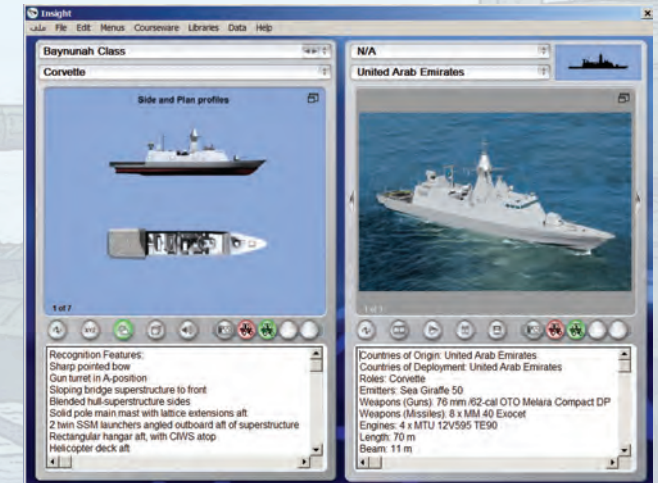 Insight
ملف File Edit Menus Courseware Libraries Data Help
Baynunah Class
Corvette
Side and Plan profiles
1 of 7
xyz
Recognition Features:
Sharp pointed bow
Gun turret in A-position
Sloping bridge superstructure to front
Blended hull-superstructure sides
Solid pole main mast with lattice extensions aft
2 twin SSM launchers angled outboard aft of superstructure
Rectangular hangar aft, with CIWS atop
Helicopter deck aft
N/A
United Arab Emirates
1 of 1
Countries of Origin: United Arab Emirates
Countries of Deployment: United Arab Emirates
Roles: Corvette
Emitters: Sea Giraffe 50
Weapons (Guns): 76 mm /62-cal OTO Melara Compact DP
Weapons (Missiles): 8 x MM 40 Exocet
Engines: 4 x MTU 12V595 TE90
Length: 70 m
Beam: 11 m